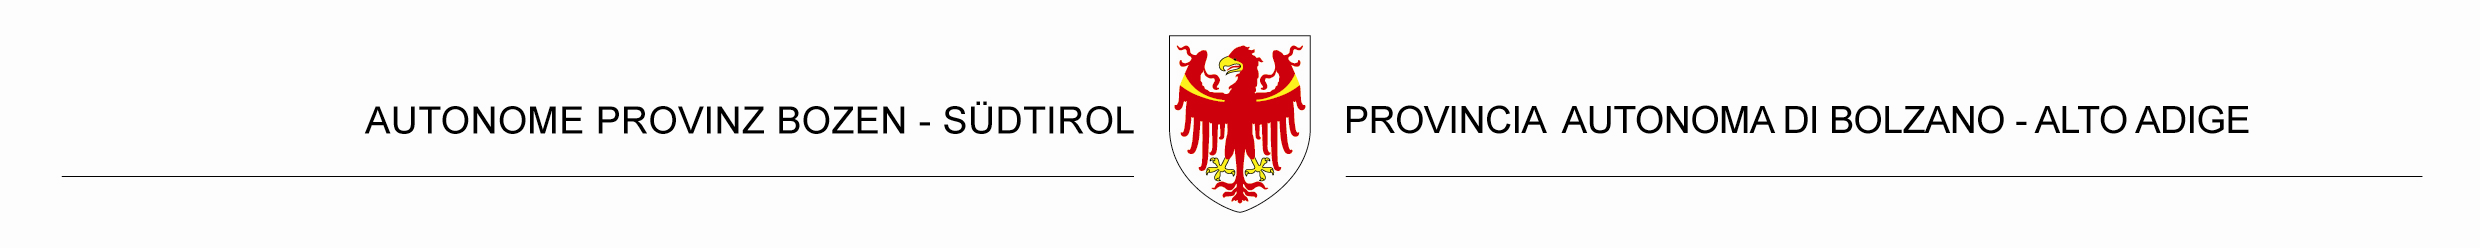 AUTONOME PROVINZ BOZEN - SÜDTIROL
PROVINCIA AUTONOMA DI BOLZANO - ALTO ADIGE